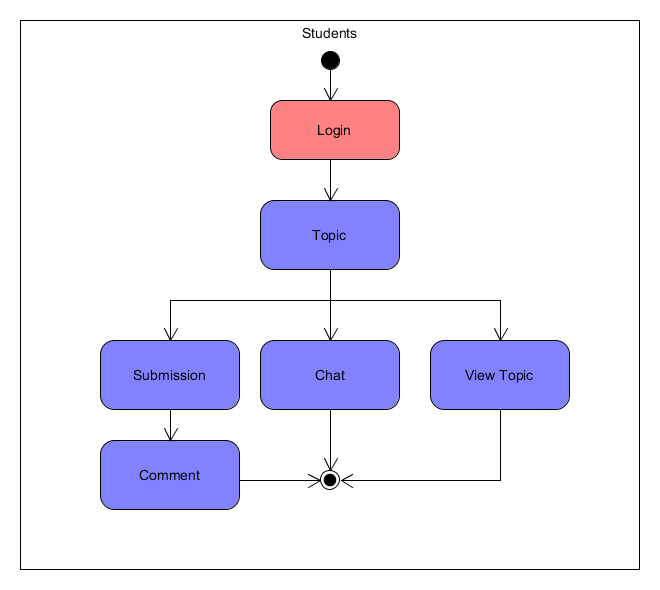 Students
Login
Topic
Submission
Chat
View Topic
Comment